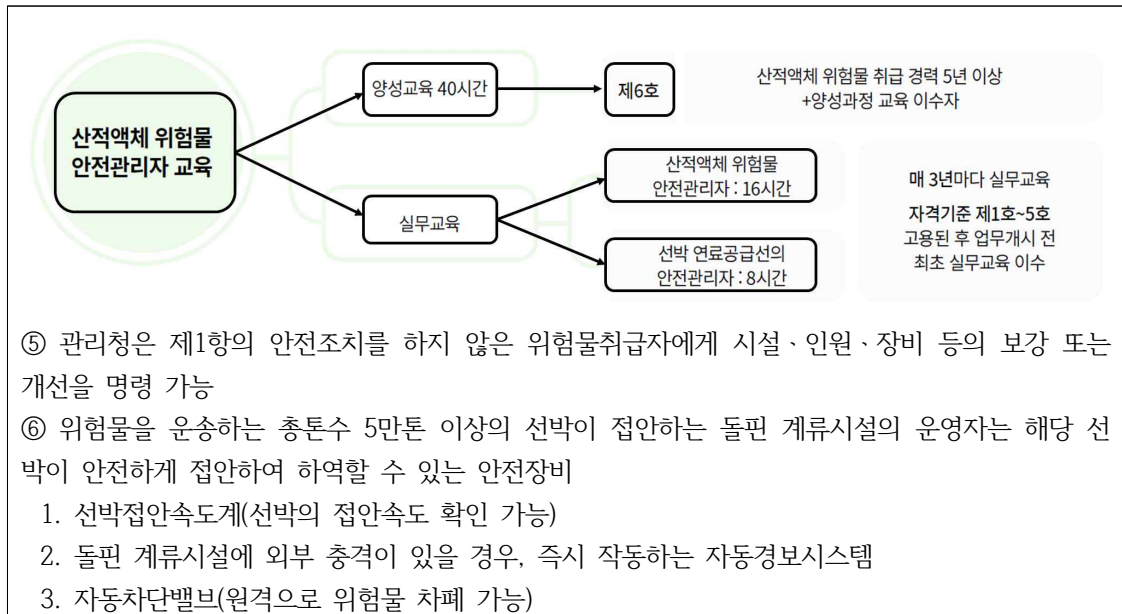 산적액체 위험물
안전관리자 교육
양성교육 40시간
제6호
산적액체 위험물 취급 경력 5년 이상
+양성과정 교육 이수자
실무교육
산적액체 위험물
안전관리자 : 16시간
선박 연료공급선의
안전관리자 : 8시간
매 3년마다 실무교육
자격기준 제1호~5호
고용된 후 업무개시 전
최초 실무교육 이수
⑤ 관리청은 제1항의 안전조치를 하지 않은 위험물취급자에게 시설ㆍ인원ㆍ장비 등의 보강 또는
개선을 명령 가능
⑥ 위험물을 운송하는 총톤수 5만톤 이상의 선박이 접안하는 돌핀 계류시설의 운영자는 해당 선
박이 안전하게 접안하여 하역할 수 있는 안전장비
1. 선박접안속도계(선박의 접안속도 확인 가능)
2. 돌핀 계류시설에 외부 충격이 있을 경우, 즉시 작동하는 자동경보시스템
3. 자동차단밸브(원격으로 위험물 차폐 가능)